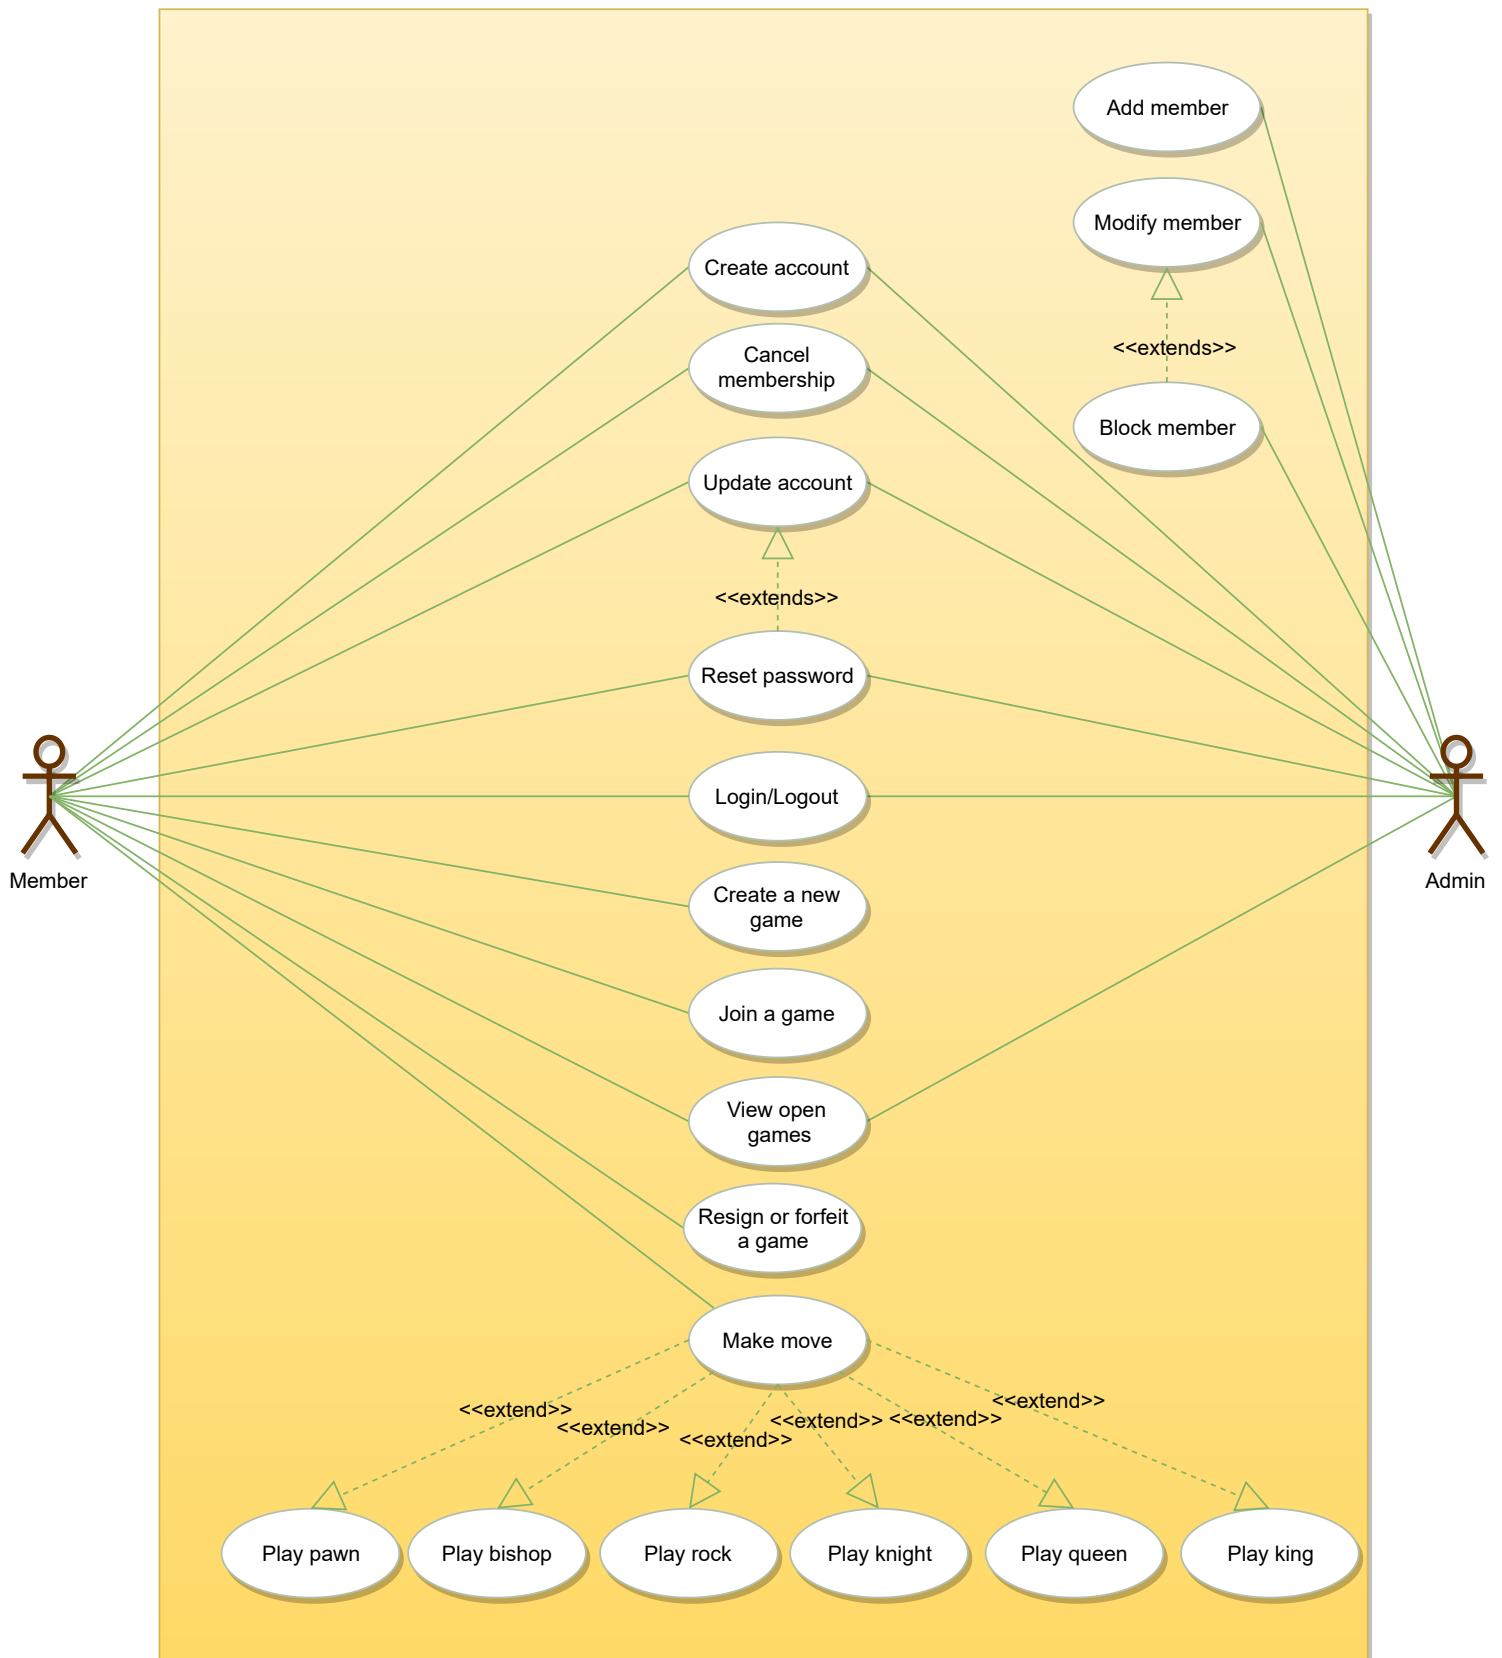 Add member
Modify member
Create account
<<extends>>
Cancel
membership
Block member
Update account
<<extends>>
Reset password
Login/Logout
Member
Admin
Create a new
game
Join a game
View open
games
Resign or forfeit
a game
Make move
<<extend>>
<<extend>>
<<extend>>
<<extend>>
<<extend>>
<<extend>>
Play pawn
Play bishop
Play rock
Play knight
Play queen
Play king